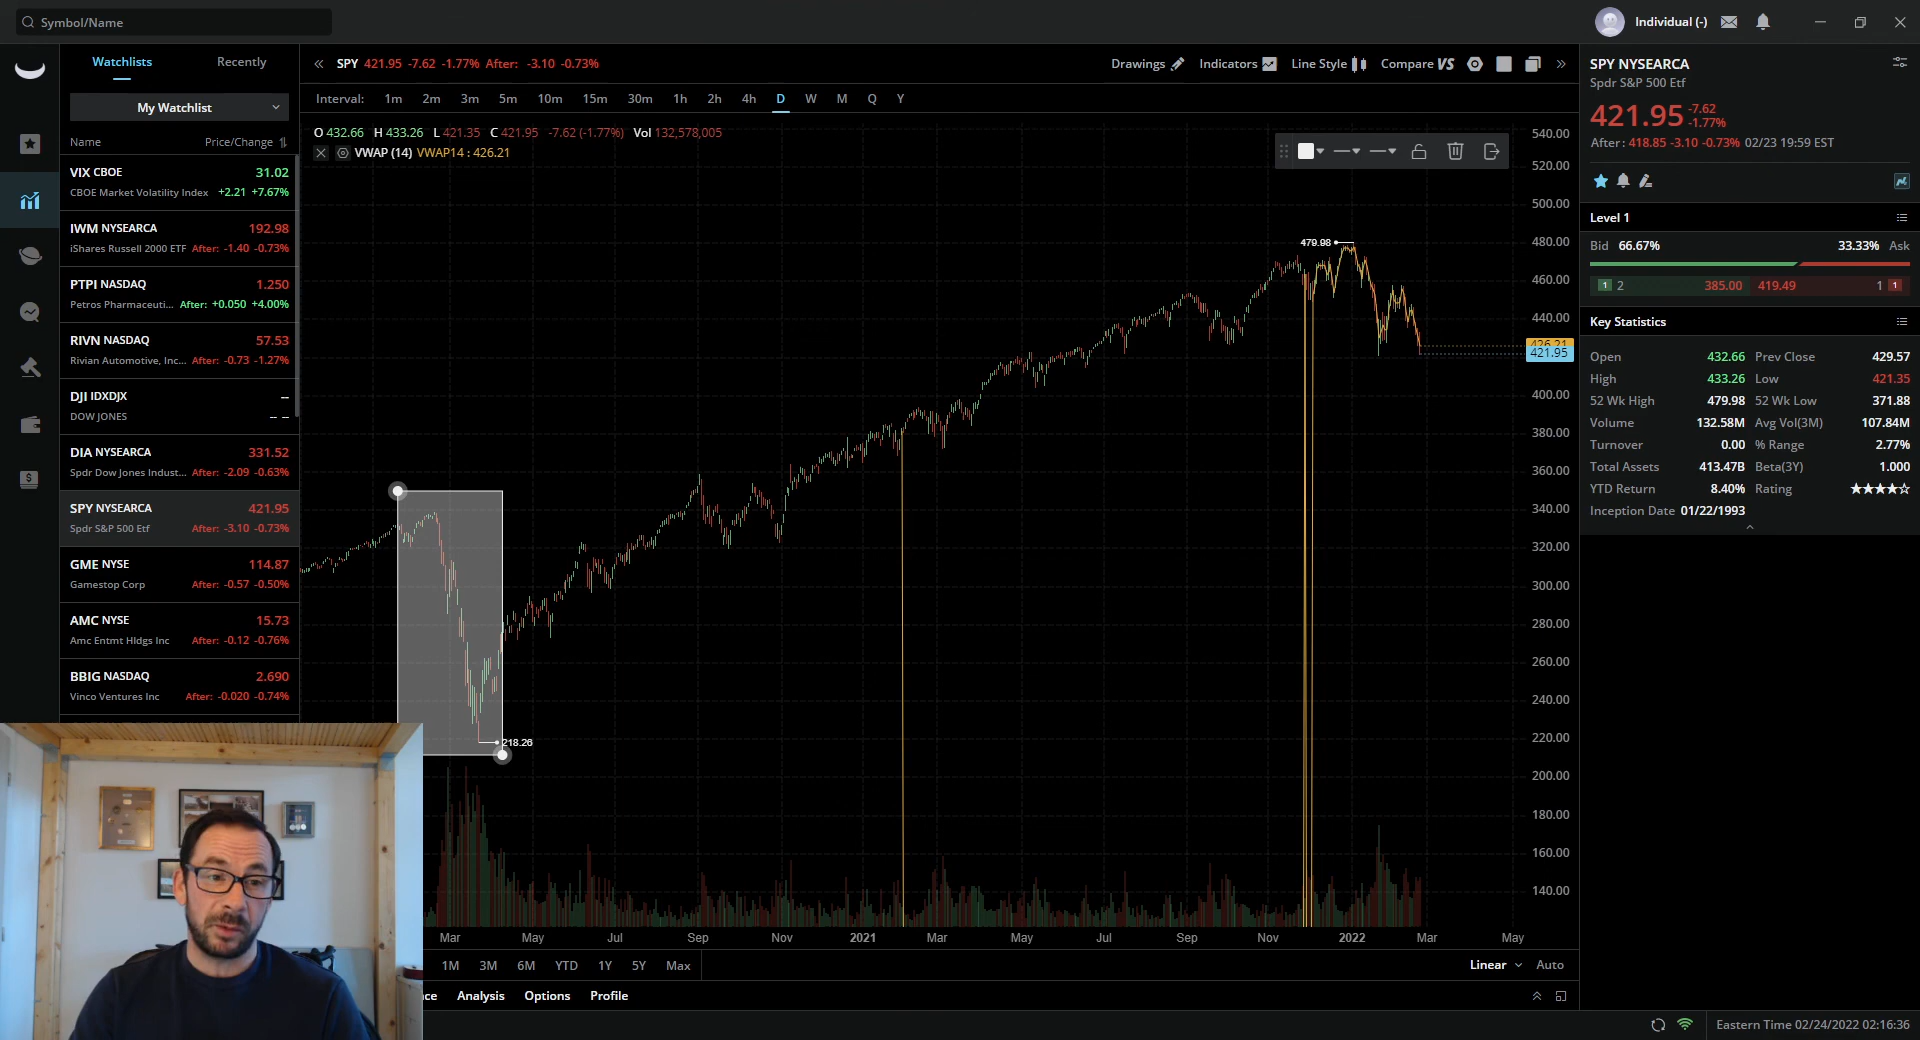 Symbol/Name
Individual (-)
Watchlists Recently
My Watchlist
Name Price/Change
VIX CBOE 31.02
CBOE Market Volatility Index +2.21 +7.67%
IWM NYSEARCA 192.98
iShares Russell 2000 ETF After: -1.40 -0.73%
PTPI NASDAQ 1.250
Petros Pharmaceuti... After: +0.050 +4.00%
RIVN NASDAQ 57.53
Rivian Automotive, Inc... After: -0.73 -1.27%
DJI IDXDJX --
DOW JONES -- --
DIA NYSEARCA 331.52
Spdr Dow Jones Indust... After: -2.09 -0.63%
SPY NYSEARCA 421.95
Spdr S&P 500 Etf After: -3.10 -0.73%
GME NYSE 114.87
Gamestop Corp After: -0.57 -0.50%
AMC NYSE 15.73
Amc Entmt Hldgs Inc After: -0.12 -0.76%
BBIG NASDAQ 2.690
Vinco Ventures Inc After: -0.020 -0.74%
SPY 421.95 -7.62 -1.77% After: -3.10 -0.73%
Drawings Indicators Line Style Compare VS
Interval: 1m 2m 3m 5m 10m 15m 30m 1h 2h 4h D W M Q Y
O 432.66 H 433.26 L 421.35 C 421.95 -7.62 (-1.77%) Vol 132,578,005
VWAP (14) VWAP14 : 426.21
540.00
520.00
500.00
480.00
460.00
440.00
426.21
421.95
400.00
380.00
360.00
340.00
320.00
300.00
280.00
260.00
240.00
220.00
200.00
180.00
160.00
140.00
479.98
218.26
Mar May Jul Sep Nov 2021 Mar May Jul Sep Nov 2022 Mar May
1M 3M 6M YTD 1Y 5Y Max
Linear Auto
ce Analysis Options Profile
SPY NYSEARCA
Spdr S&P 500 Etf
421.95 -7.62
-1.77%
After: 418.85 -3.10 -0.73% 02/23 19:59 EST
Level 1
Bid 66.67% 33.33% Ask
1 2 385.00 419.49 1 1
Key Statistics
Open 432.66 Prev Close 429.57
High 433.26 Low 421.35
52 Wk High 479.98 52 Wk Low 371.88
Volume 132.58M Avg Vol(3M) 107.84M
Turnover 0.00 % Range 2.77%
Total Assets 413.47B Beta(3Y) 1.000
YTD Return 8.40% Rating
Inception Date 01/22/1993
Eastern Time 02/24/2022 02:16:36